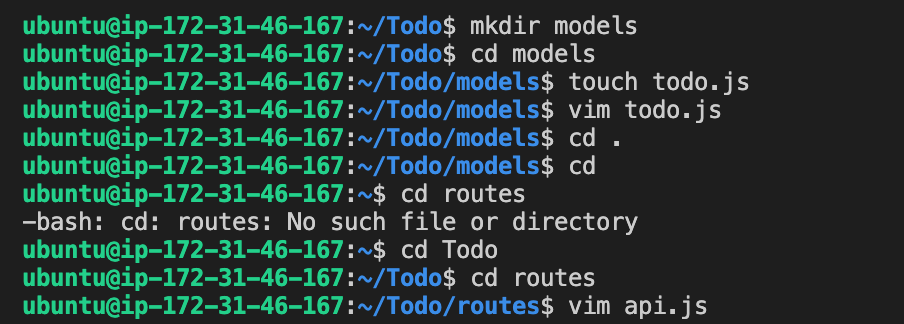 ubuntu@ip-172-31-46-167:~/Todo$ mkdir models
ubuntu@ip-172-31-46-167:~/Todo$ cd models
ubuntu@ip-172-31-46-167:~/Todo/models$ touch todo.js
ubuntu@ip-172-31-46-167:~/Todo/models$ vim todo.js
ubuntu@ip-172-31-46-167:~/Todo/models$ cd .
ubuntu@ip-172-31-46-167:~/Todo/models$ cd
ubuntu@ip-172-31-46-167:~$ cd routes
-bash: cd: routes: No such file or directory
ubuntu@ip-172-31-46-167:~$ cd Todo
ubuntu@ip-172-31-46-167:~/Todo$ cd routes
ubuntu@ip-172-31-46-167:~/Todo/routes$ vim api.js